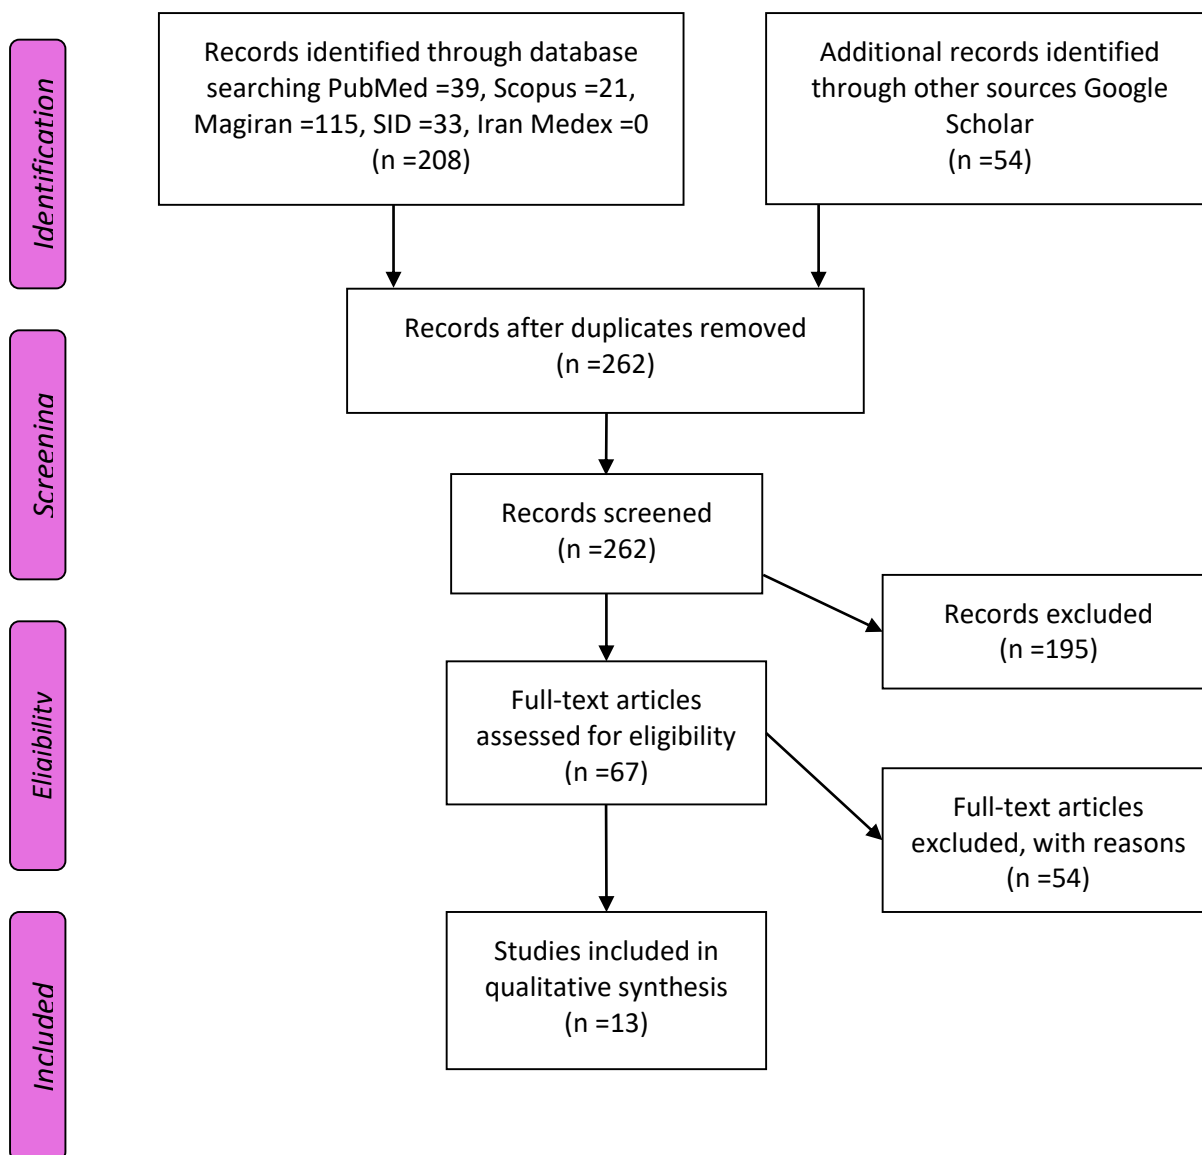 Identification
Records identified through database
searching PubMed =39, Scopus =21,
Magiran =115, SID =33, Iran Medex =0
(n =208)
Additional records identified
through other sources Google
Scholar
(n =54)
Screening
Records after duplicates removed
(n =262)
Records screened
(n =262)
Records excluded
(n =195)
Eligibility
Full-text articles
assessed for eligibility
(n =67)
Full-text articles
excluded, with reasons
(n =54)
Included
Studies included in
qualitative synthesis
(n =13)